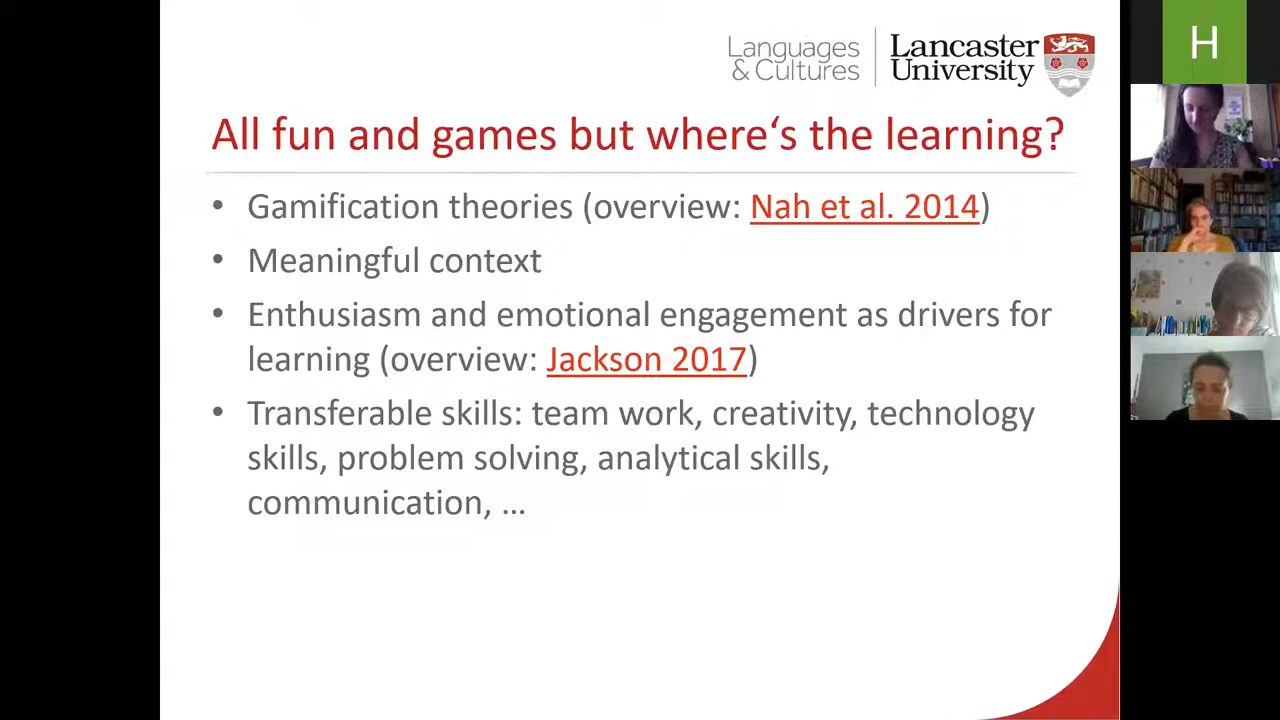 Languages
& Cultures
Lancaster
University
H
All fun and games but where‘s the learning?
• Gamification theories (overview: Nah et al. 2014)
• Meaningful context
• Enthusiasm and emotional engagement as drivers for
learning (overview: Jackson 2017)
• Transferable skills: team work, creativity, technology
skills, problem solving, analytical skills,
communication, ...